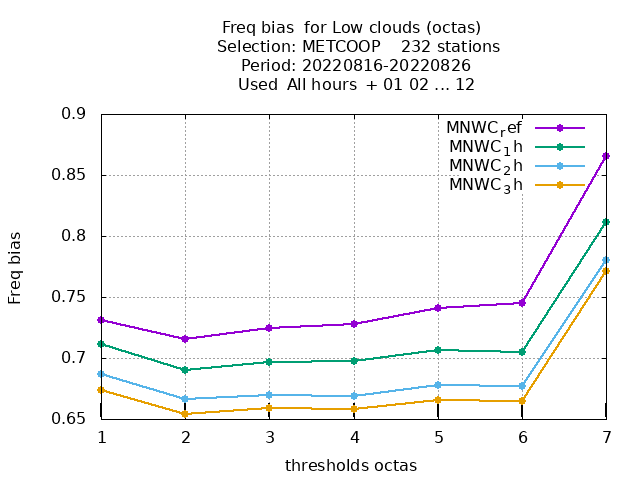 Freq bias  for Low clouds (octas)
Selection: METCOOP    232 stations
Period: 20220816-20220826
Used  All hours  + 01 02 ... 12
MNWC_ref
MNWC_1h
MNWC_2h
MNWC_3h
0.9
0.85
0.8
0.75
0.7
0.65
Freq bias
1 2 3 4 5 6 7
thresholds octas